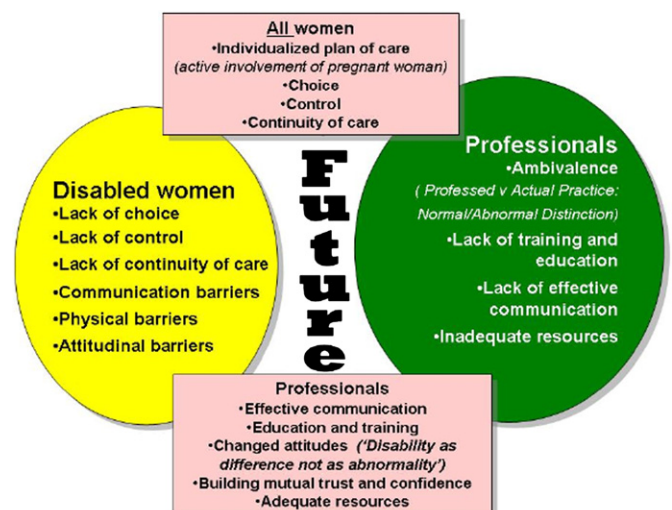 All women
•Individualized plan of care
(active involvement of pregnant woman)
•Choice
•Control
•Continuity of care
Disabled women
•Lack of choice
•Lack of control
•Lack of continuity of care
•Communication barriers
•Physical barriers
•Attitudinal barriers
Future
Professionals
•Ambivalence
( Professed v Actual Practice:
Normal/Abnormal Distinction)
•Lack of training and
education
•Lack of effective
communication
•Inadequate resources
Professionals
•Effective communication
•Education and training
•Changed attitudes ('Disability as
difference not as abnormality')
•Building mutual trust and confidence
•Adequate resources